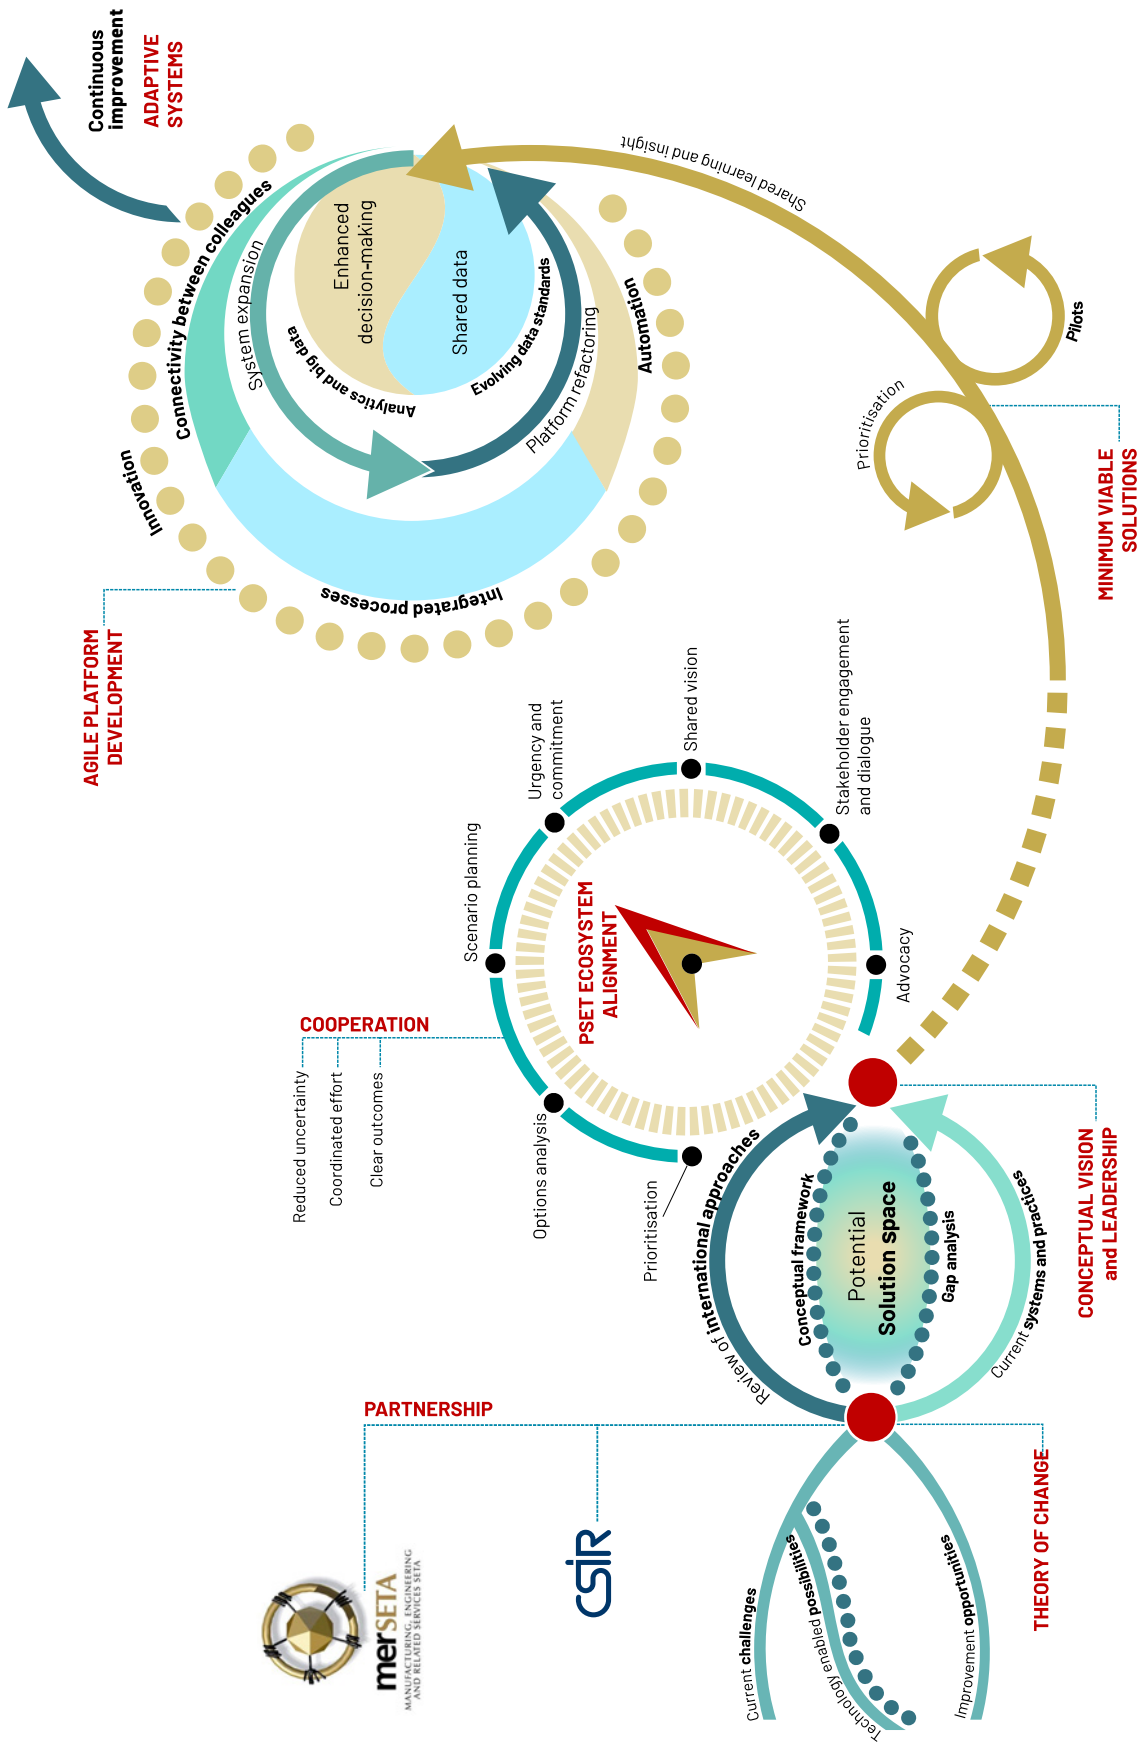 merSETA
MANUFACTURING, ENGINEERING
AND RELATED SERVICES SETA
CSIR
PARTNERSHIP
Current challenges
Technology enabled possibilities
Improvement opportunities
THEORY OF CHANGE
Review of international approaches
Conceptual framework
Potential
Solution space
Gap analysis
Current systems and practices
CONCEPTUAL VISION
and LEADERSHIP
COOPERATION
Reduced uncertainty
Coordinated effort
Clear outcomes
Prioritisation
Options analysis
Scenario planning
Urgency and
commitment
Shared vision
Stakeholder engagement
and dialogue
Advocacy
PSET ECOSYSTEM
ALIGNMENT
MINIMUM VIABLE
SOLUTIONS
Prioritisation
Pilots
Shared learning and insight
AGILE PLATFORM
DEVELOPMENT
Innovation
Connectivity between colleagues
Integrated processes
Automation
System expansion
Platform refactoring
Analytics and big data
Evolving data standards
Enhanced
decision-making
Shared data
Continuous
improvement
ADAPTIVE
SYSTEMS